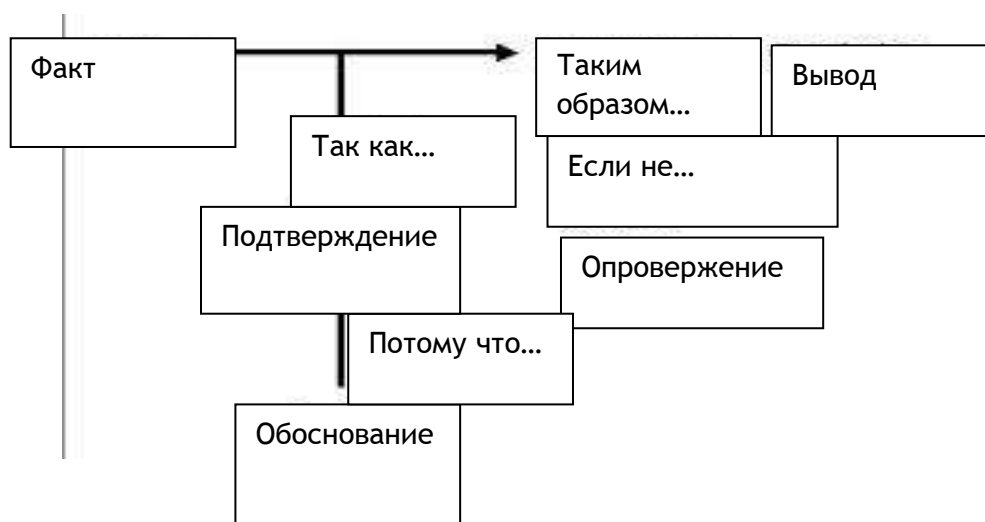 Факт
Таким
образом…
Вывод
Так как…
Если не…
Подтверждение
Опровержение
Потому что…
Обоснование